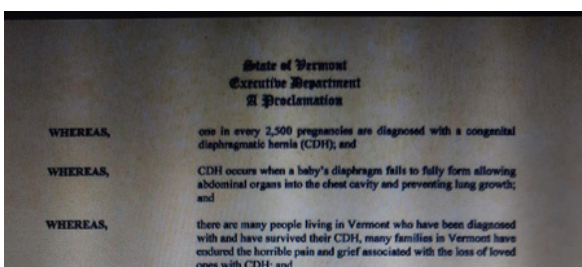 State of Vermont
Executive Department
A Proclamation
WHEREAS, one in every 2,500 pregnancies are diagnosed with a congenital
diaphragmatic hernia (CDH); and
WHEREAS, CDH occurs when a baby's diaphragm fails to fully form allowing
abdominal organs into the chest cavity and preventing lung growth;
and
WHEREAS, there are many people living in Vermont who have been diagnosed
with and have survived their CDH, many families in Vermont have
endured the horrible pain and grief associated with the loss of loved
ones with CDH; and